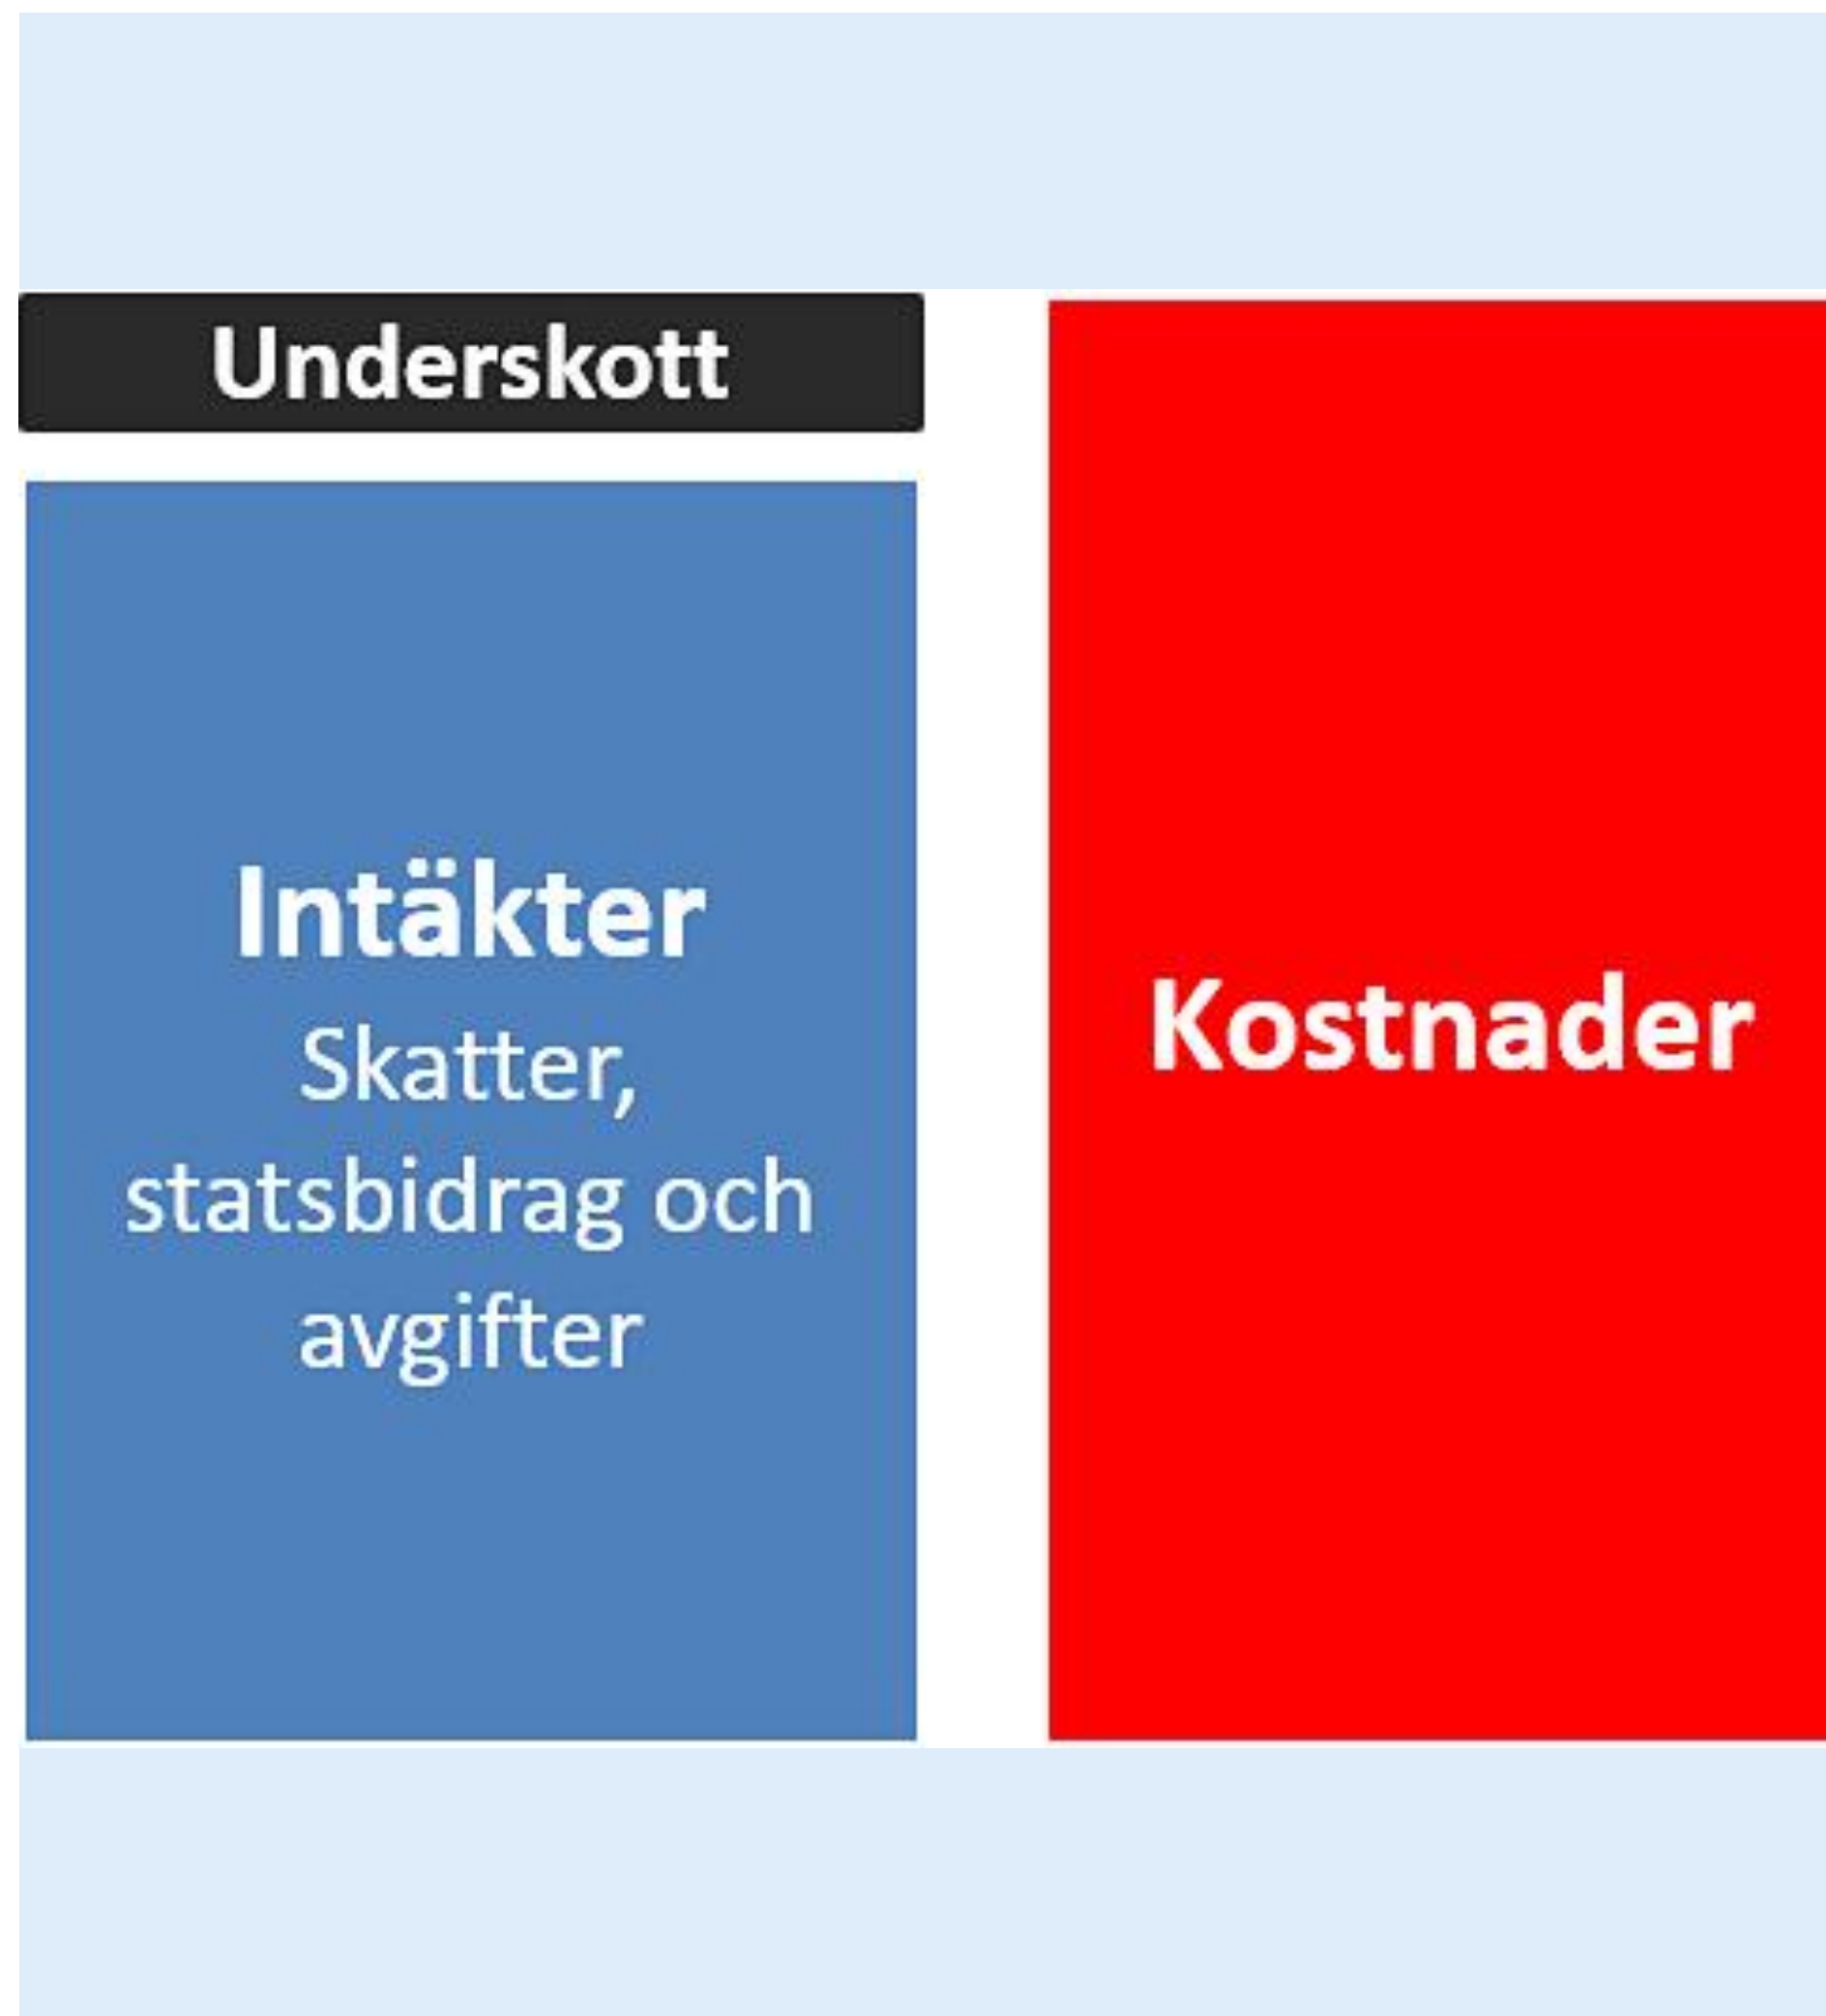 Underskott
Intäkter
Skatter,
statsbidrag och
avgifter
Kostnader